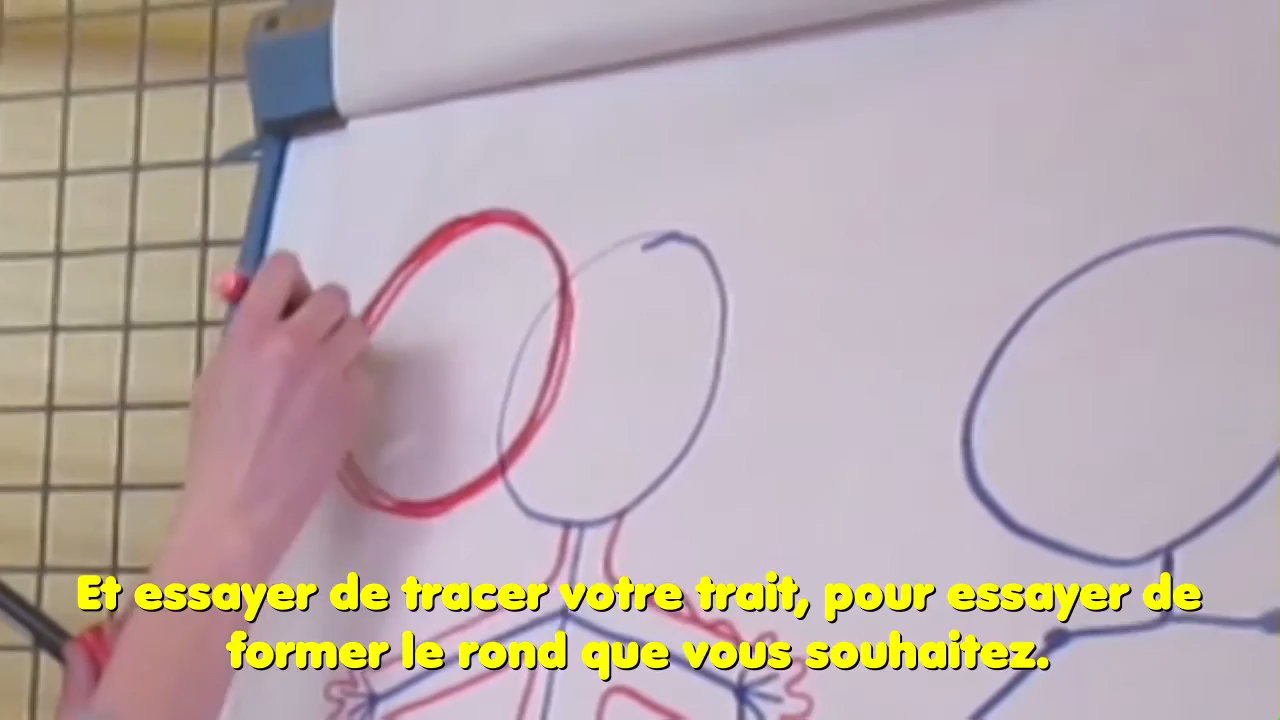 Et essayer de tracer votre trait, pour essayer de
former le rond que vous souhaitez.